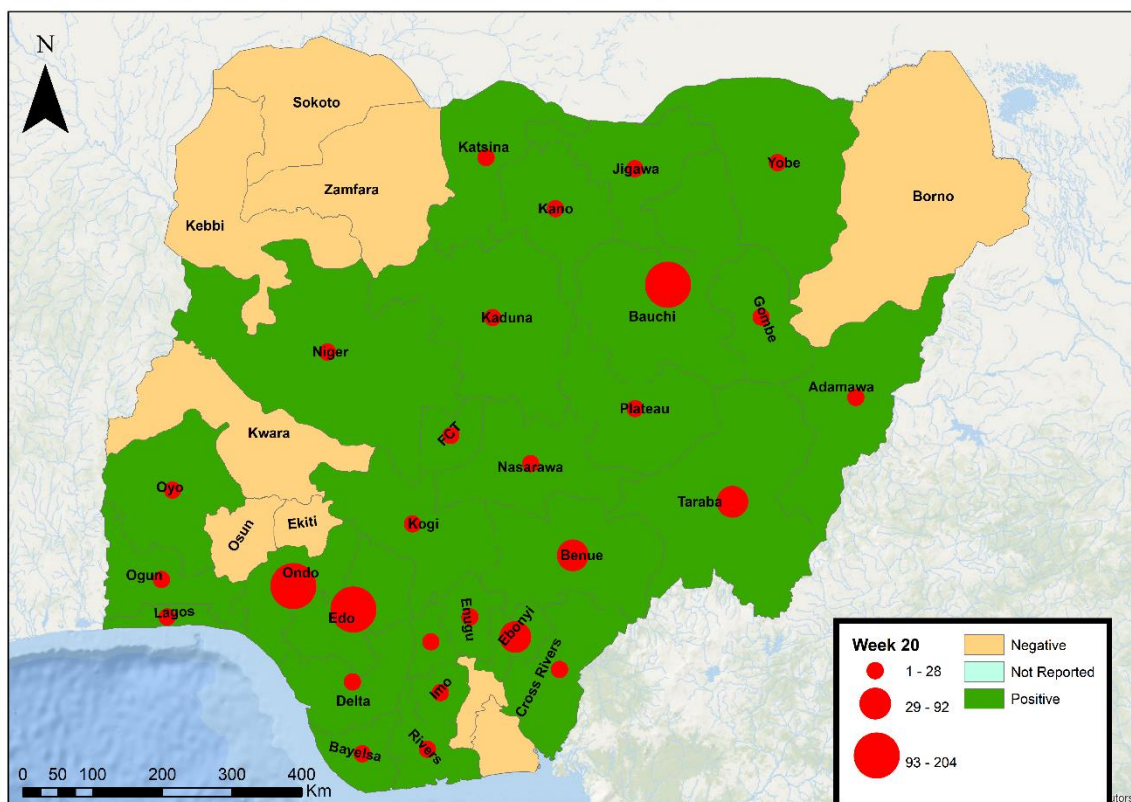 N
Sokoto
Katsina
Yobe
Jigawa
Zamfara
Borno
Kano
Kebbi
Bauchi
Gombe
Kaduna
Niger
Adamawa
Plateau
Kwara
FCT
Nasarawa
Oyo
Taraba
Osun
Ekiti
Kogi
Benue
Ogun
Ondo
Lagos
Edo
Enugu
Ebonyi
Cross Rivers
Imo
Delta
Bayelsa
Rivers
Week 20
1 - 28
29 - 92
93 - 204
Negative
Not Reported
Positive
0 50 100 200 300 400
Km